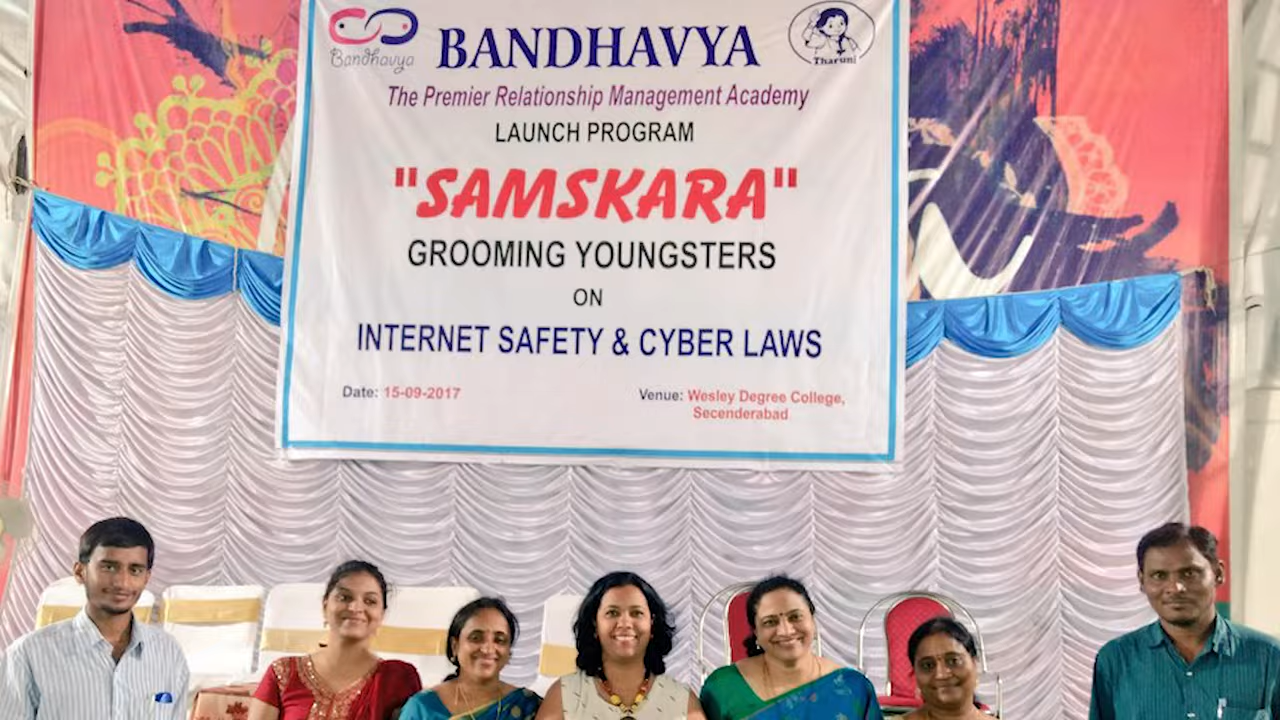 Bandhavya
BANDHAVYA
Tharuni
The Premier Relationship Management Academy
LAUNCH PROGRAM
"SAMSKARA"
GROOMING YOUNGSTERS
ON
INTERNET SAFETY & CYBER LAWS
Date: 15-09-2017
Venue: Wesley Degree College,
Secenderabad